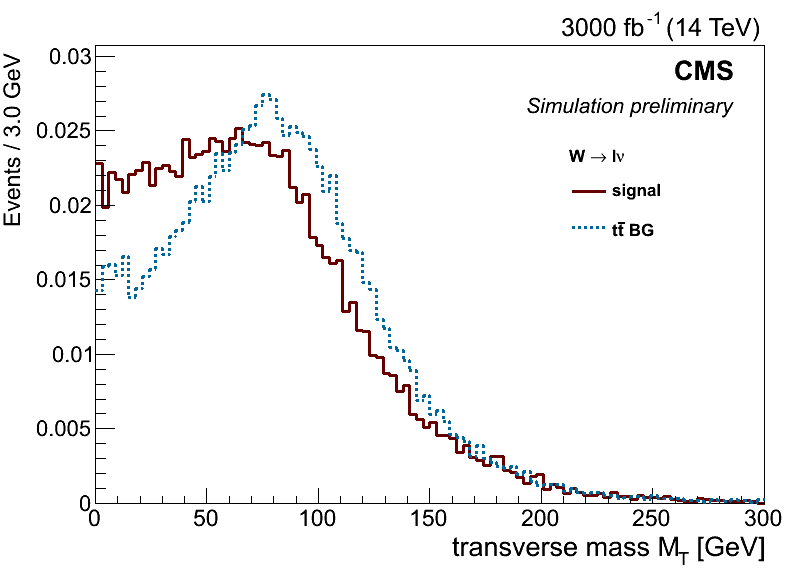 3000 fb⁻¹ (14 TeV)
CMS
Simulation preliminary
W → lν
signal
tt̄ BG
Events / 3.0 GeV
0.03
0.025
0.02
0.015
0.01
0.005
0
0 50 100 150 200 250 300
transverse mass M_T [GeV]